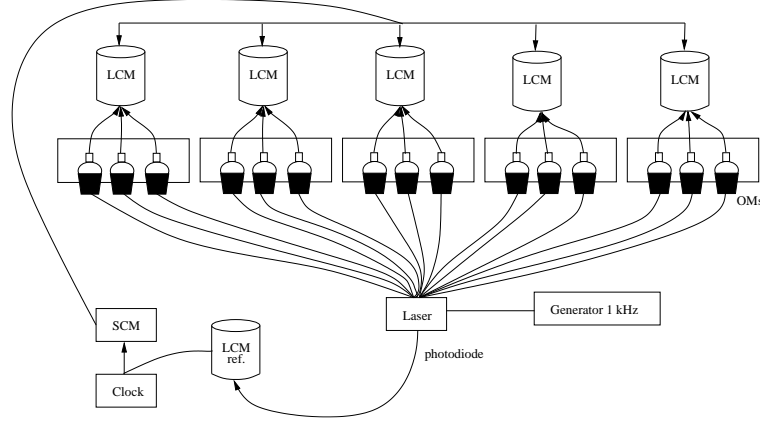 LCM
LCM
LCM
LCM
LCM
OMs
Laser
Generator 1 kHz
SCM
LCM
ref.
photodiode
Clock